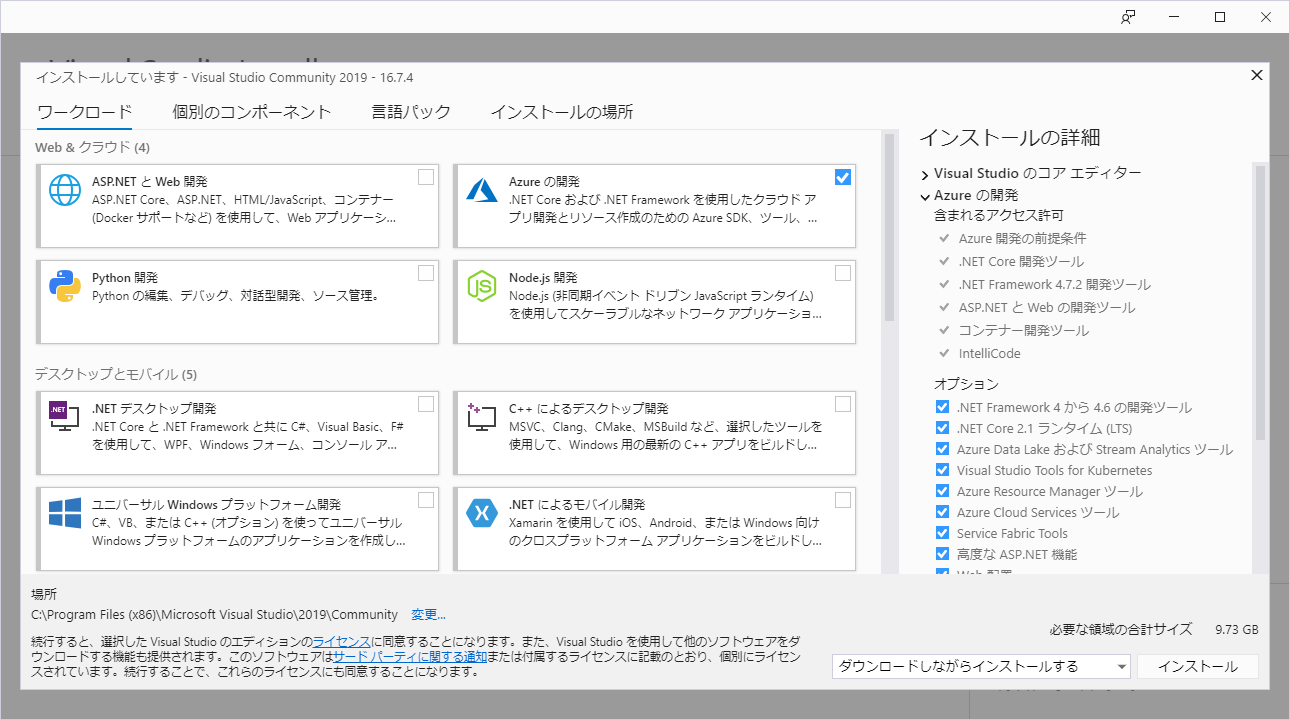 インストールしています - Visual Studio Community 2019 - 16.7.4
ワークロード 個別のコンポーネント 言語パック インストールの場所
Web & クラウド (4)
ASP.NET と Web 開発
ASP.NET Core、ASP.NET、HTML/JavaScript、コンテナー
(Docker サポートなど) を使用して、Web アプリケーシ...
Azure の開発
.NET Core および .NET Framework を使用したクラウド ア
プリ開発とリソース作成のための Azure SDK、ツール、...
Python 開発
Python の編集、デバッグ、対話型開発、ソース管理。
Node.js 開発
Node.js (非同期イベント ドリブン JavaScript ランタイム)
を使用してスケーラブルなネットワーク アプリケーショ...
デスクトップとモバイル (5)
.NET
.NET デスクトップ開発
.NET Core と .NET Framework と共に C#、Visual Basic、F#
を使用して、WPF、Windows フォーム、コンソール ア...
C++ によるデスクトップ開発
MSVC、Clang、CMake、MSBuild など、選択したツールを
使用して、Windows 用の最新の C++ アプリをビルドし...
ユニバーサル Windows プラットフォーム開発
C#、VB、または C++ (オプション) を使ってユニバーサル
Windows プラットフォームのアプリケーションを作成し...
.NET によるモバイル開発
Xamarin を使用して iOS、Android、または Windows 向け
のクロスプラットフォーム アプリケーションをビルドし...
インストールの詳細
Visual Studio のコア エディター
Azure の開発
含まれるアクセス許可
Azure 開発の前提条件
.NET Core 開発ツール
.NET Framework 4.7.2 開発ツール
ASP.NET と Web の開発ツール
コンテナー開発ツール
IntelliCode
オプション
.NET Framework 4 から 4.6 の開発ツール
.NET Core 2.1 ランタイム (LTS)
Azure Data Lake および Stream Analytics ツール
Visual Studio Tools for Kubernetes
Azure Resource Manager ツール
Azure Cloud Services ツール
Service Fabric Tools
高度な ASP.NET 機能
場所
C:\Program Files (x86)\Microsoft Visual Studio\2019\Community 変更...
続行すると、選択した Visual Studio のエディションのライセンスに同意することになります。また、Visual Studio を使用して他のソフトウェアをダ
ウンロードする機能も提供されます。このソフトウェアはサード パーティに関する通知または付属するライセンスに記載のとおり、個別にライセン
スされています。続行することで、これらのライセンスにも同意することになります。
必要な領域の合計サイズ 9.73 GB
ダウンロードしながらインストールする
インストール